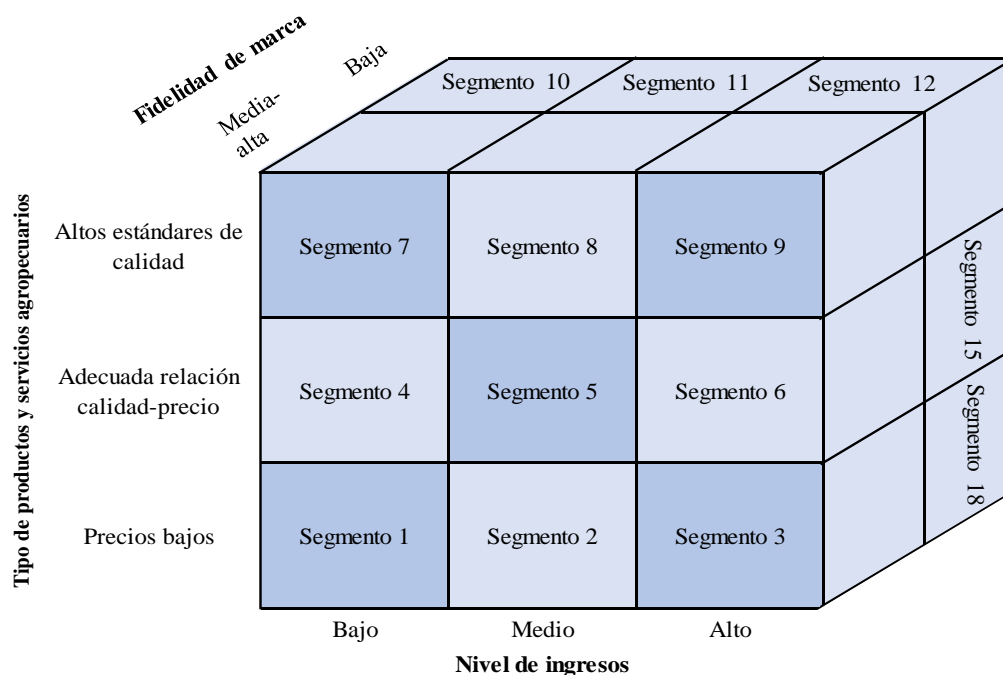 Fidelidad de marca
Baja
Media-
alta
Segmento 10
Segmento 11
Segmento 12
Tipo de productos y servicios agropecuarios
Altos estándares de
calidad
Segmento 7
Segmento 8
Segmento 9
Segmento 15
Adecuada relación
calidad-precio
Segmento 4
Segmento 5
Segmento 6
Segmento 18
Precios bajos
Segmento 1
Segmento 2
Segmento 3
Bajo
Medio
Alto
Nivel de ingresos